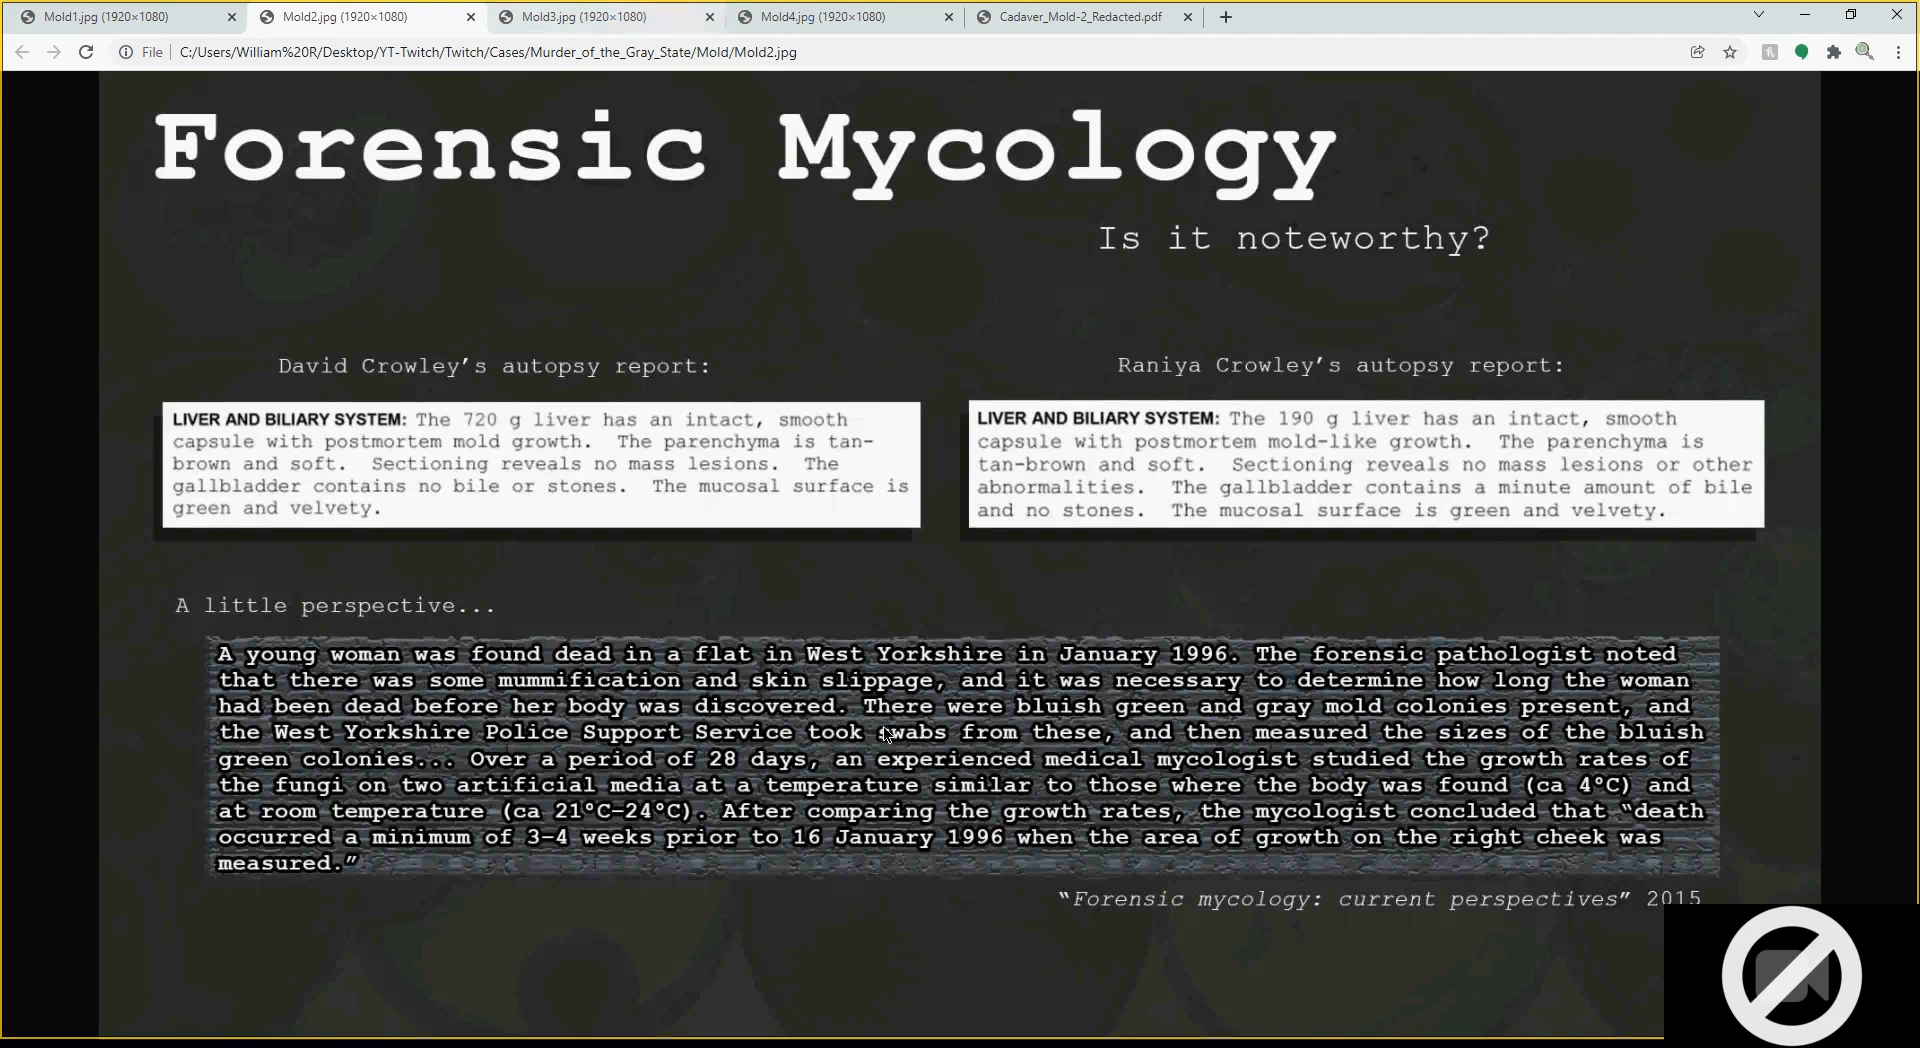 Mold1.jpg (1920×1080)
Mold2.jpg (1920×1080)
Mold3.jpg (1920×1080)
Mold4.jpg (1920×1080)
Cadaver_Mold-2_Redacted.pdf
File
C:/Users/William%20R/Desktop/YT-Twitch/Twitch/Cases/Murder_of_the_Gray_State/Mold/Mold2.jpg
Forensic Mycology
Is it noteworthy?
David Crowley's autopsy report:
LIVER AND BILIARY SYSTEM: The 720 g liver has an intact, smooth
capsule with postmortem mold growth. The parenchyma is tan-
brown and soft. Sectioning reveals no mass lesions. The
gallbladder contains no bile or stones. The mucosal surface is
green and velvety.
Raniya Crowley's autopsy report:
LIVER AND BILIARY SYSTEM: The 190 g liver has an intact, smooth
capsule with postmortem mold-like growth. The parenchyma is
tan-brown and soft. Sectioning reveals no mass lesions or other
abnormalities. The gallbladder contains a minute amount of bile
and no stones. The mucosal surface is green and velvety.
A little perspective...
A young woman was found dead in a flat in West Yorkshire in January 1996. The forensic pathologist noted
that there was some mummification and skin slippage, and it was necessary to determine how long the woman
had been dead before her body was discovered. There were bluish green and gray mold colonies present, and
the West Yorkshire Police Support Service took swabs from these, and then measured the sizes of the bluish
green colonies... Over a period of 28 days, an experienced medical mycologist studied the growth rates of
the fungi on two artificial media at a temperature similar to those where the body was found (ca 4°C) and
at room temperature (ca 21°C–24°C). After comparing the growth rates, the mycologist concluded that “death
occurred a minimum of 3–4 weeks prior to 16 January 1996 when the area of growth on the right cheek was
measured.”
“Forensic mycology: current perspectives” 2015